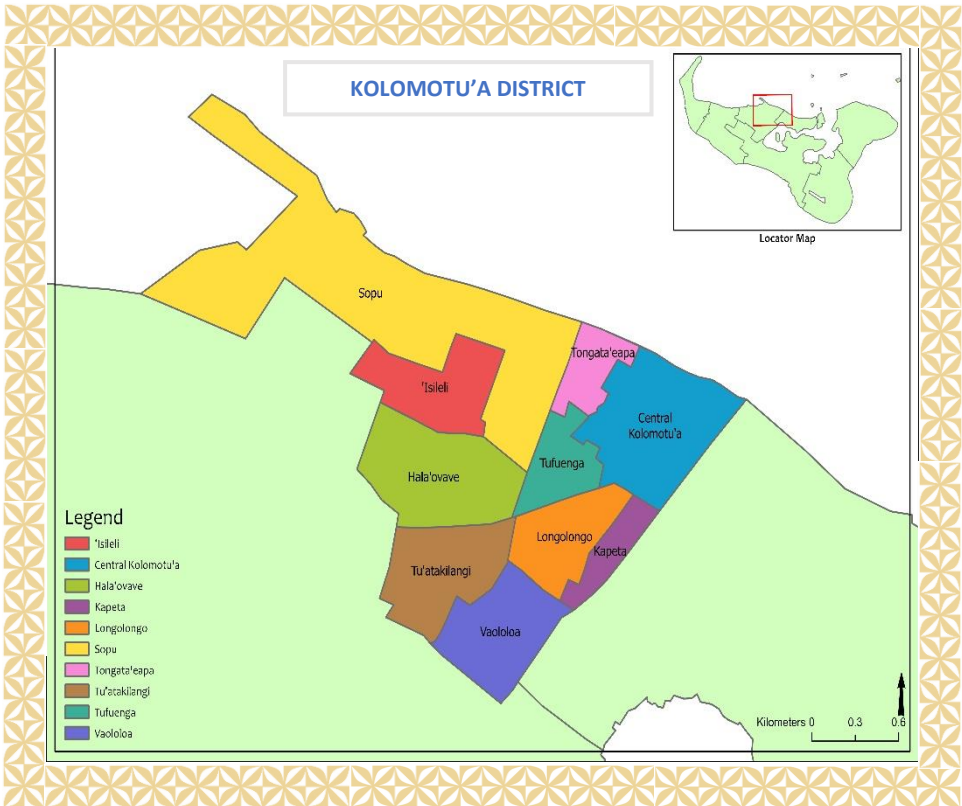 KOLOMOTU'A DISTRICT
Locator Map
Sopu
Tongata'eapa
'Isileli
Central
Kolomotu'a
Tufuenga
Hala'ovave
Longolongo
Kapeta
Tu'atakilangi
Vaololoa
Legend
'Isileli
Central Kolomotu'a
Hala'ovave
Kapeta
Longolongo
Sopu
Tongata'eapa
Tu'atakilangi
Tufuenga
Vaololoa
Kilometers 0 0.3 0.6